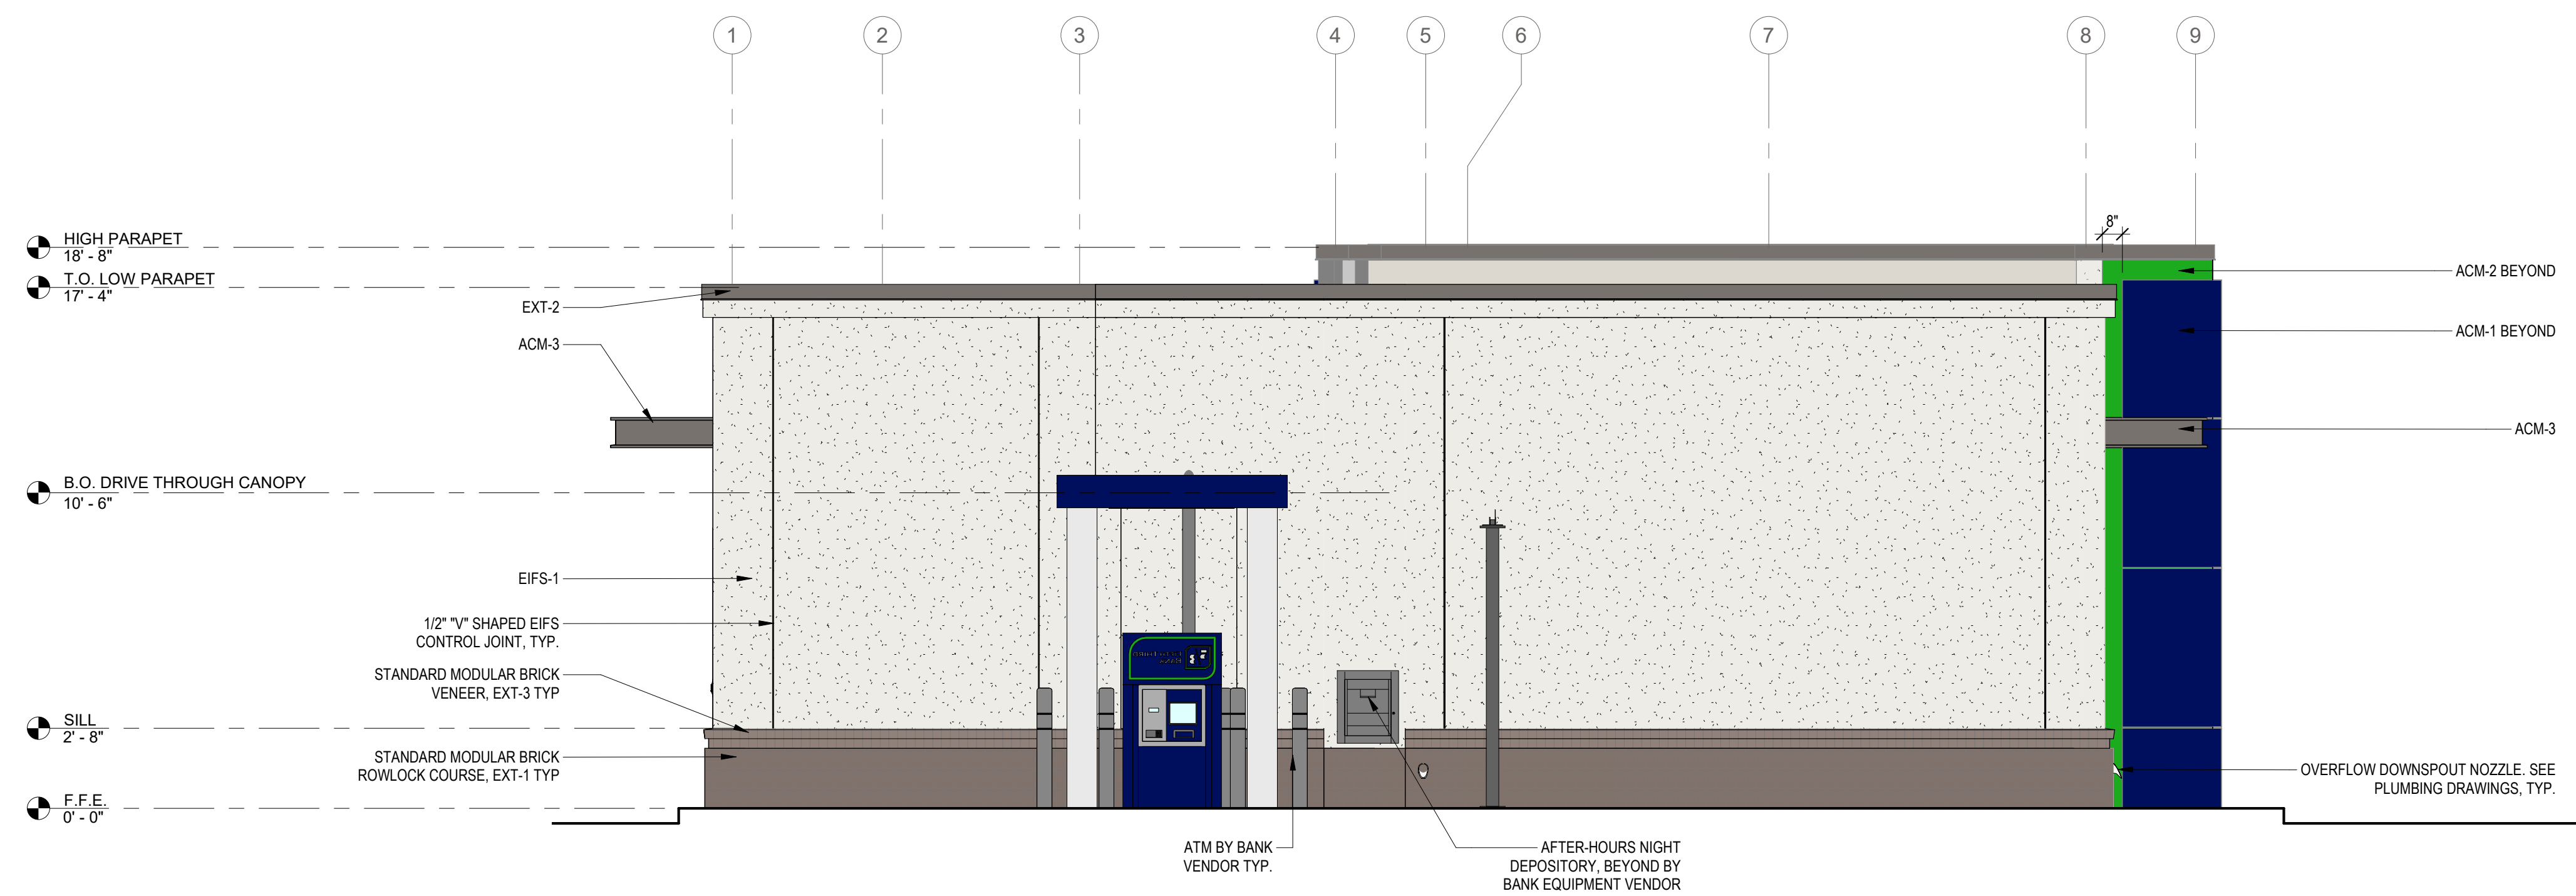 1 2 3 4 5 6 7 8 9
8"
HIGH PARAPET
18' - 8"
T.O. LOW PARAPET
17' - 4"
EXT-2
ACM-3
B.O. DRIVE THROUGH CANOPY
10' - 6"
EIFS-1
1/2" "V" SHAPED EIFS
CONTROL JOINT, TYP.
STANDARD MODULAR BRICK
VENEER, EXT-3 TYP
SILL
2' - 8"
STANDARD MODULAR BRICK
ROWLOCK COURSE, EXT-1 TYP
F.F.E.
0' - 0"
ATM BY BANK
VENDOR TYP.
AFTER-HOURS NIGHT
DEPOSITORY, BEYOND BY
BANK EQUIPMENT VENDOR
ACM-2 BEYOND
ACM-1 BEYOND
ACM-3
OVERFLOW DOWNSPOUT NOZZLE. SEE
PLUMBING DRAWINGS, TYP.